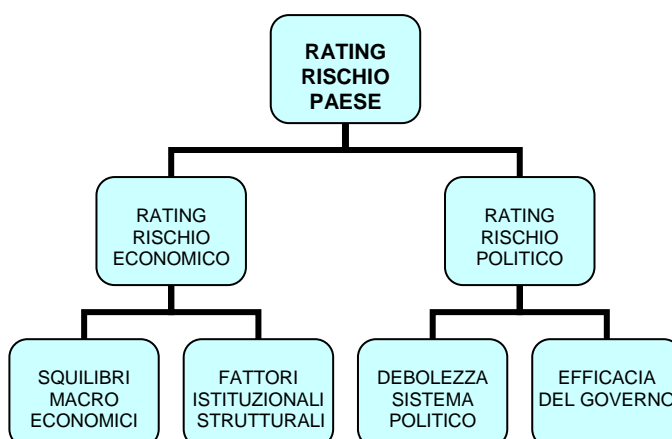 RATING
RISCHIO
PAESE
RATING
RISCHIO
ECONOMICO
RATING
RISCHIO
POLITICO
SQUILIBRI
MACRO
ECONOMICI
FATTORI
ISTITUZIONALI
STRUTTURALI
DEBOLEZZA
SISTEMA
POLITICO
EFFICACIA
DEL GOVERNO